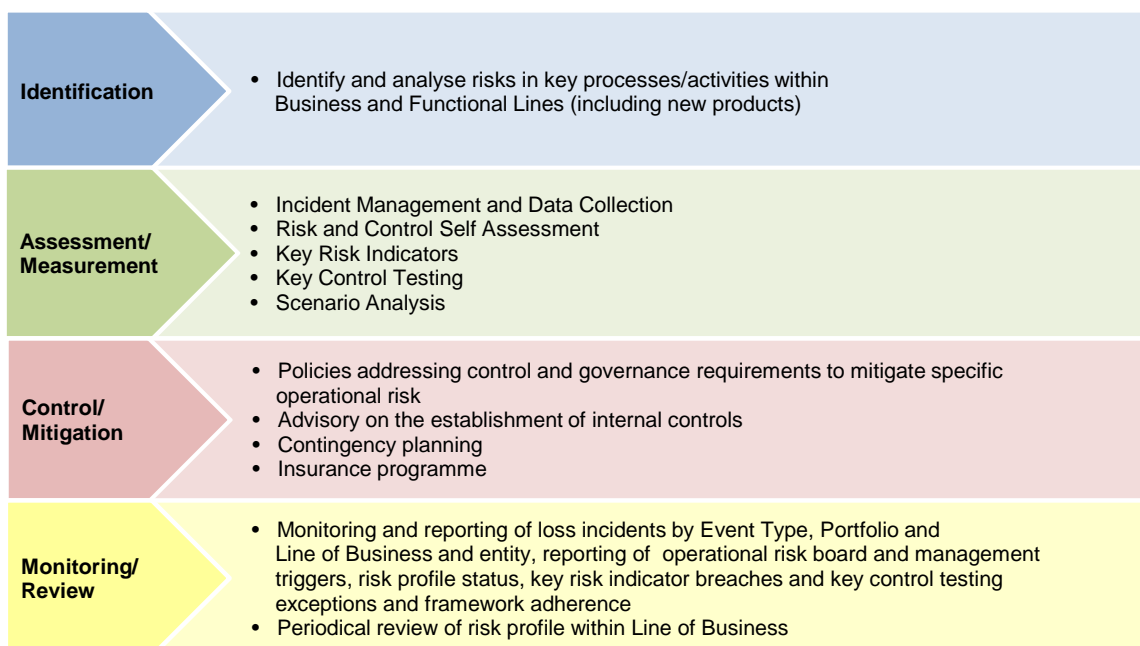 Identification
• Identify and analyse risks in key processes/activities within
Business and Functional Lines (including new products)
Assessment/
Measurement
• Incident Management and Data Collection
• Risk and Control Self Assessment
• Key Risk Indicators
• Key Control Testing
• Scenario Analysis
Control/
Mitigation
• Policies addressing control and governance requirements to mitigate specific
operational risk
• Advisory on the establishment of internal controls
• Contingency planning
• Insurance programme
Monitoring/
Review
• Monitoring and reporting of loss incidents by Event Type, Portfolio and
Line of Business and entity, reporting of operational risk board and management
triggers, risk profile status, key risk indicator breaches and key control testing
exceptions and framework adherence
• Periodical review of risk profile within Line of Business